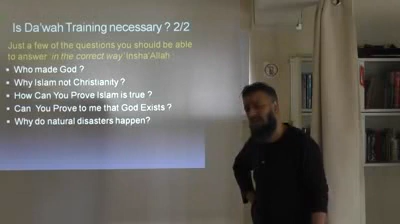 Is Da'wah Training necessary ? 2/2
Just a few of the questions you should be able to
answer 'in the correct way' Insha'Allah
• Who made God ?
• Why Islam not Christianity ?
• How Can You Prove Islam is true ?
• Can You Prove to me that God Exists ?
• Why do natural disasters happen?